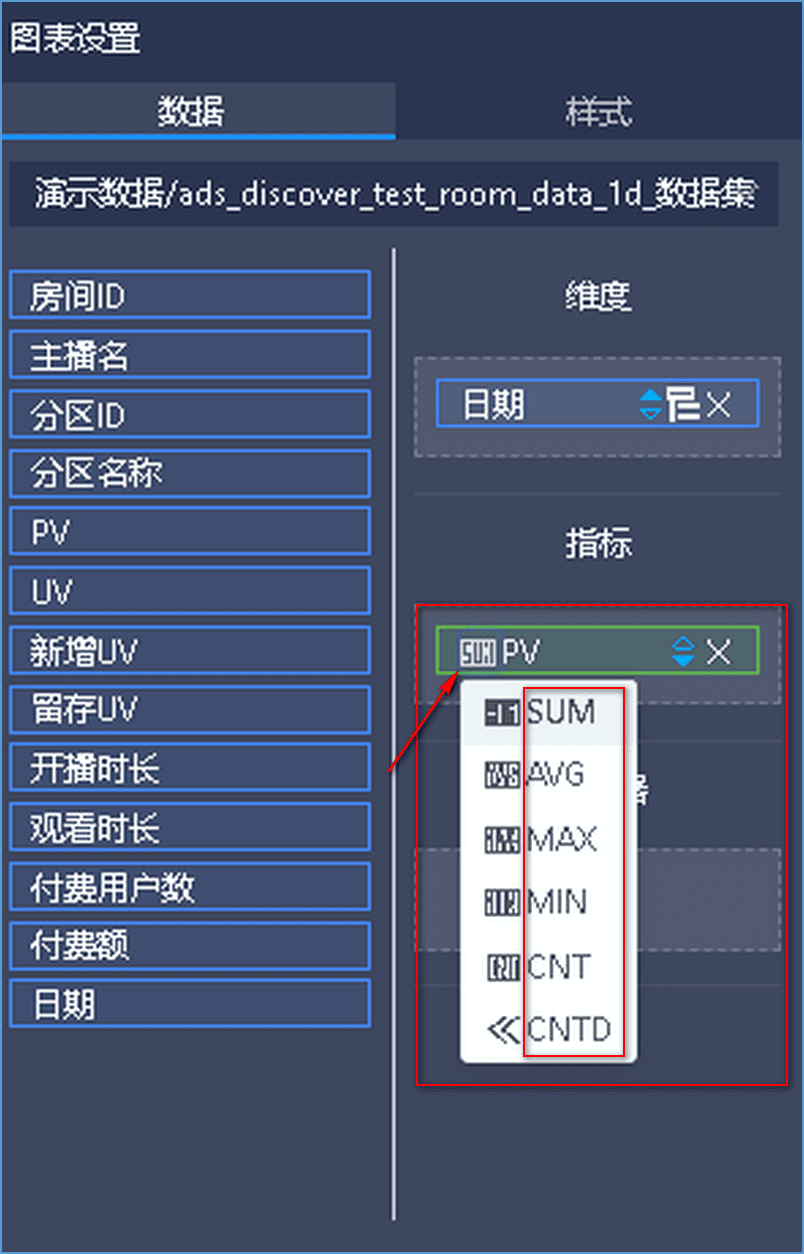 图表设置
数据
样式
演示数据/ads_discover_test_room_data_1d_数据集
房间ID
主播名
分区ID
分区名称
PV
UV
新增UV
留存UV
开播时长
观看时长
付费用户数
付费额
日期
维度
日期
指标
SUM PV
SUM
AVG
MAX
MIN
CNT
CNTD